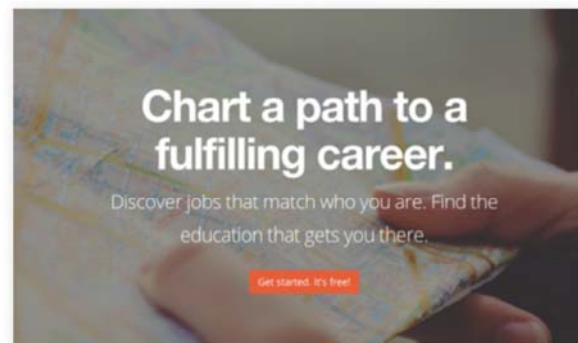 Chart a path to a
fulfilling career.
Discover jobs that match who you are. Find the
education that gets you there.
Get started. It's free!